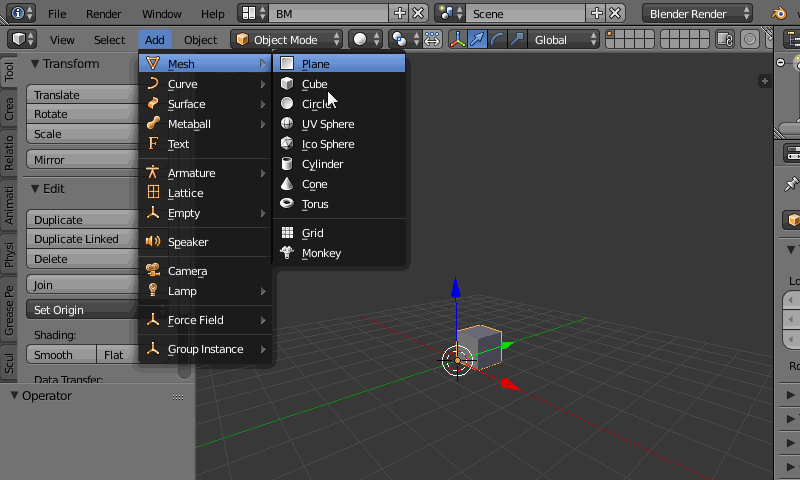 File Render Window Help BM Scene Blender Render
View Select Add Object Object Mode Global
Tool
Crea
Relatio
Animati
Physi
Grease Pe
Scul
Transform
Translate
Rotate
Scale
Mirror
Edit
Duplicate
Duplicate Linked
Delete
Join
Set Origin
Shading:
Smooth Flat
Data Transfer:
Operator
Mesh
Curve
Surface
Metaball
Text
Armature
Lattice
Empty
Speaker
Camera
Lamp
Force Field
Group Instance
Plane
Cube
Circle
UV Sphere
Ico Sphere
Cylinder
Cone
Torus
Grid
Monkey
Lo
Ro